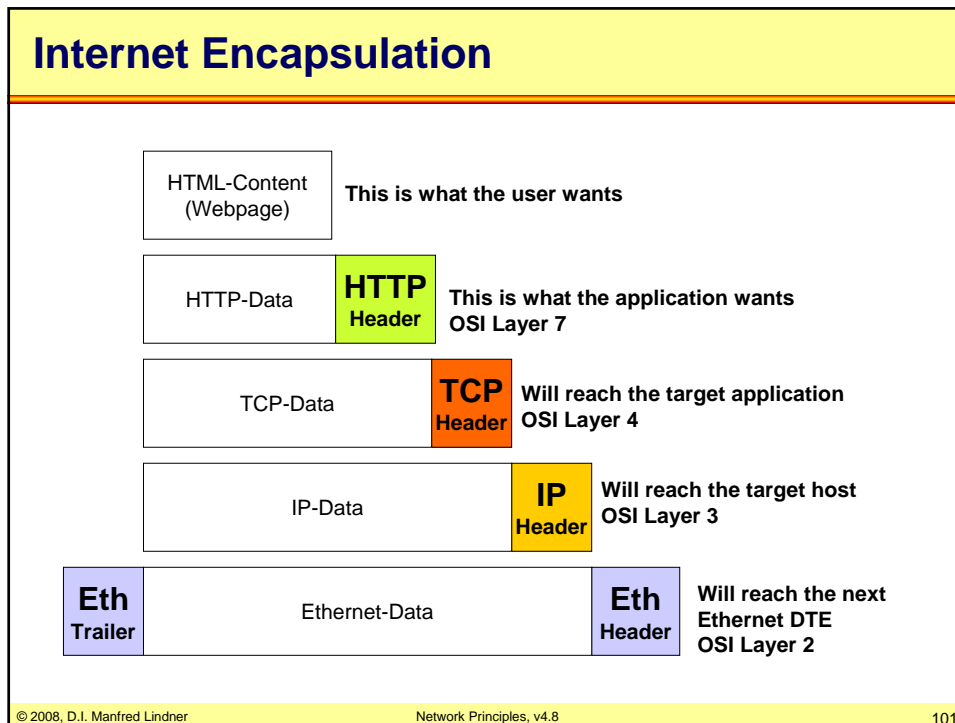 Internet Encapsulation
HTML-Content
(Webpage)
This is what the user wants
HTTP-Data
HTTP
Header
This is what the application wants
OSI Layer 7
TCP-Data
TCP
Header
Will reach the target application
OSI Layer 4
IP-Data
IP
Header
Will reach the target host
OSI Layer 3
Eth
Trailer
Ethernet-Data
Eth
Header
Will reach the next
Ethernet DTE
OSI Layer 2
© 2008, D.I. Manfred Lindner
Network Principles, v4.8
101